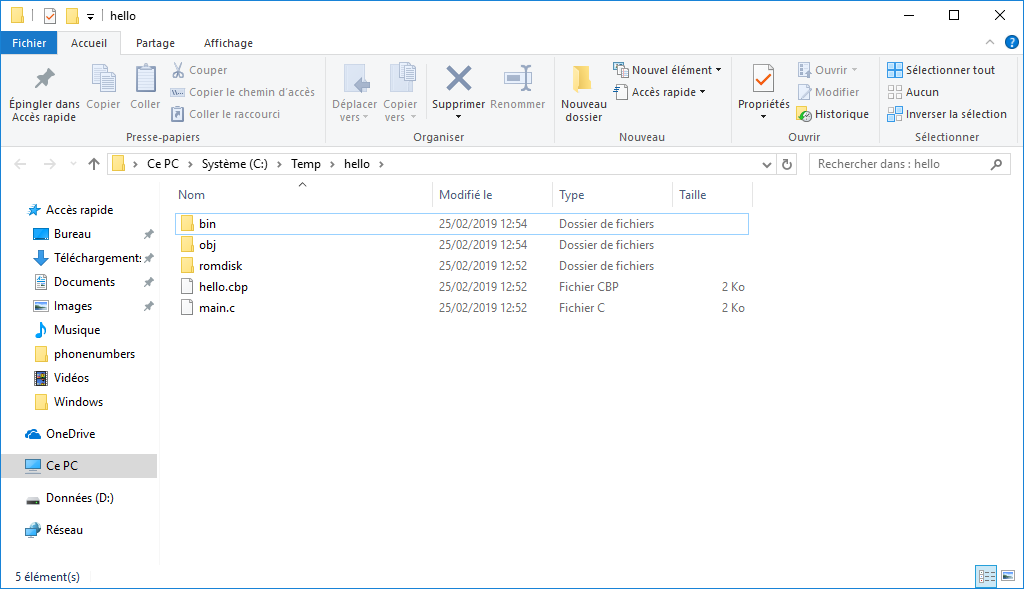 hello
Fichier Accueil Partage Affichage
Épingler dans Accès rapide
Copier
Coller
Couper
Copier le chemin d'accès
Coller le raccourci
Presse-papiers
Déplacer vers
Copier vers
Supprimer
Renommer
Organiser
Nouveau dossier
Nouvel élément
Accès rapide
Nouveau
Propriétés
Ouvrir
Modifier
Historique
Ouvrir
Sélectionner tout
Aucun
Inverser la sélection
Sélectionner
Ce PC Système (C:) Temp hello
Rechercher dans : hello
Accès rapide
Bureau
Téléchargements
Documents
Images
Musique
phonenumbers
Vidéos
Windows
OneDrive
Ce PC
Données (D:)
Réseau
Nom Modifié le Type Taille
bin 25/02/2019 12:54 Dossier de fichiers
obj 25/02/2019 12:54 Dossier de fichiers
romdisk 25/02/2019 12:52 Dossier de fichiers
hello.cbp 25/02/2019 12:52 Fichier CBP 2 Ko
main.c 25/02/2019 12:52 Fichier C 2 Ko
5 élément(s)